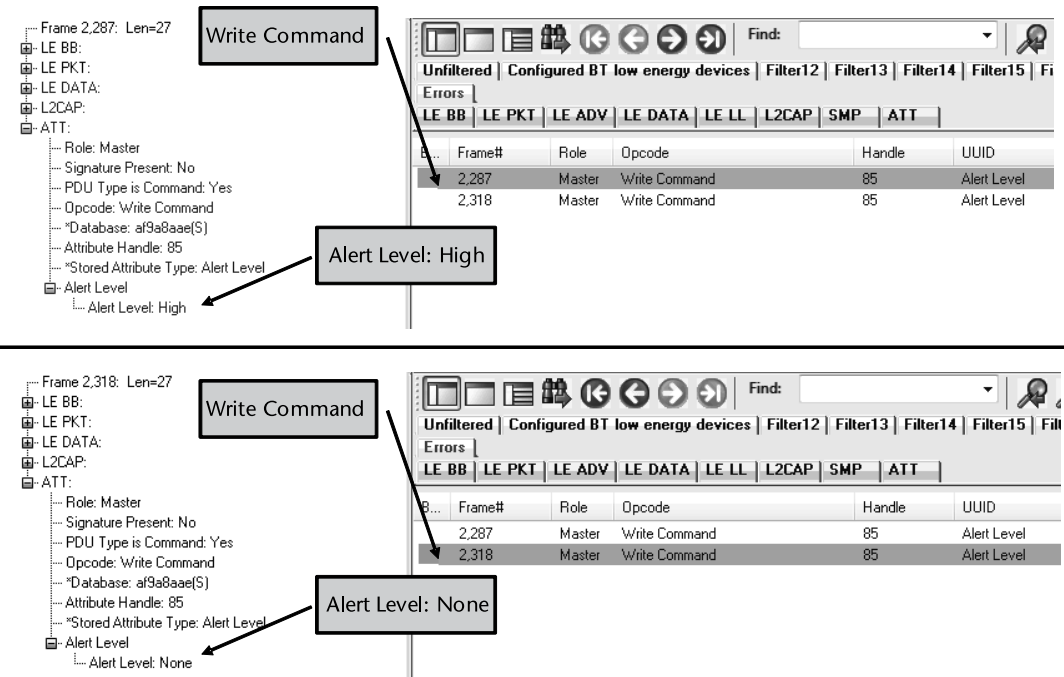 Frame 2,287: Len=27
LE BB:
LE PKT:
LE DATA:
L2CAP:
ATT:
Role: Master
Signature Present: No
PDU Type is Command: Yes
Opcode: Write Command
*Database: af9a8aae(S)
Attribute Handle: 85
*Stored Attribute Type: Alert Level
Alert Level
Alert Level: High
Write Command
Alert Level: High
Find:
Unfiltered Configured BT low energy devices Filter12 Filter13 Filter14 Filter15 Fi
Errors
LE BB LE PKT LE ADV LE DATA LE LL L2CAP SMP ATT
B... Frame# Role Opcode Handle UUID
2,287 Master Write Command 85 Alert Level
2,318 Master Write Command 85 Alert Level
Frame 2,318: Len=27
LE BB:
LE PKT:
LE DATA:
L2CAP:
ATT:
Role: Master
Signature Present: No
PDU Type is Command: Yes
Opcode: Write Command
*Database: af9a8aae(S)
Attribute Handle: 85
*Stored Attribute Type: Alert Level
Alert Level
Alert Level: None
Write Command
Alert Level: None
Find:
Unfiltered Configured BT low energy devices Filter12 Filter13 Filter14 Filter15 Filt
Errors
LE BB LE PKT LE ADV LE DATA LE LL L2CAP SMP ATT
B... Frame# Role Opcode Handle UUID
2,287 Master Write Command 85 Alert Level
2,318 Master Write Command 85 Alert Level